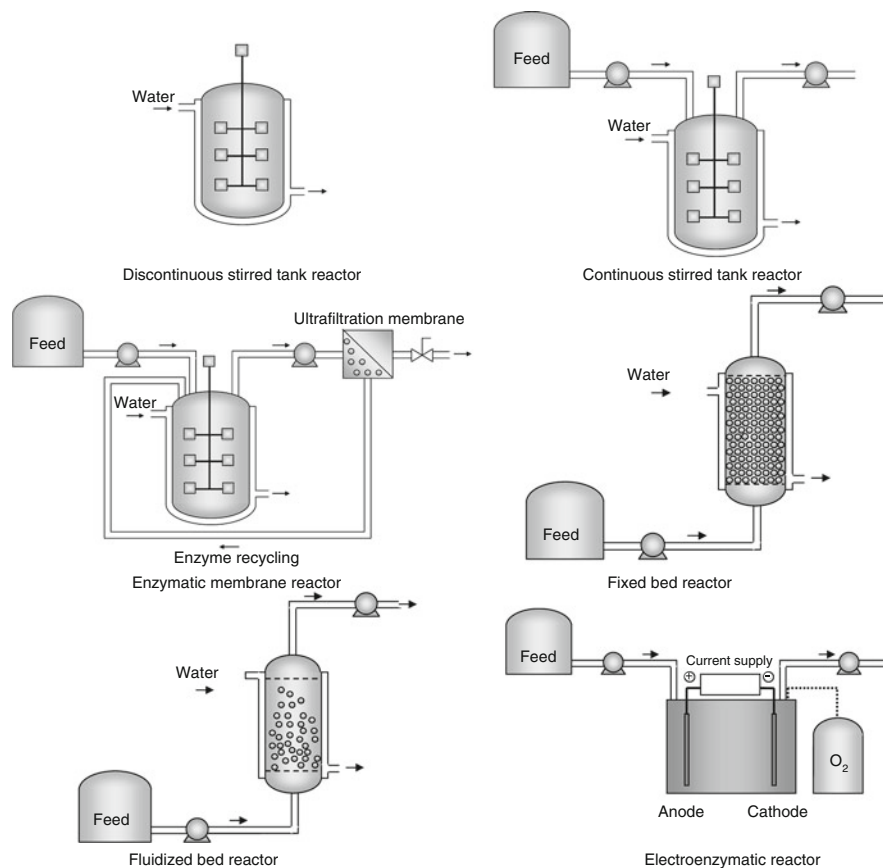 Water
Discontinuous stirred tank reactor
Feed
Water
Continuous stirred tank reactor
Feed
Ultrafiltration membrane
Water
Enzyme recycling
Enzymatic membrane reactor
Water
Feed
Fixed bed reactor
Water
Feed
Fluidized bed reactor
Feed
Current supply
+ −
O₂
Anode Cathode
Electroenzymatic reactor